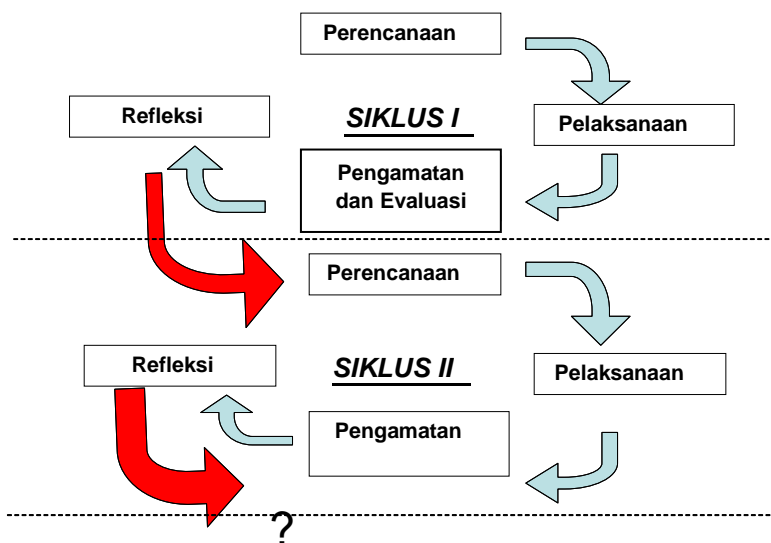 Perencanaan
Refleksi
SIKLUS I
Pelaksanaan
Pengamatan
dan Evaluasi
Perencanaan
Refleksi
SIKLUS II
Pelaksanaan
Pengamatan
?